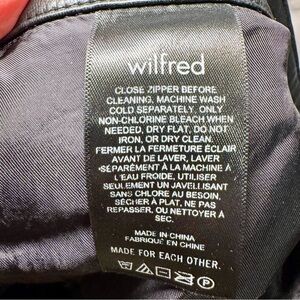 wilfred
CLOSE ZIPPER BEFORE
CLEANING, MACHINE WASH
COLD SEPARATELY, ONLY
NON-CHLORINE BLEACH WHEN
NEEDED, DRY FLAT, DO NOT
IRON, OR DRY CLEAN.
FERMER LA FERMETURE ÉCLAIR
AVANT DE LAVER, LAVER
SÉPARÉMENT À LA MACHINE À
L'EAU FROIDE, UTILISER
SEULEMENT UN JAVELLISANT
SANS CHLORE AU BESOIN,
SÉCHER À PLAT, NE PAS
REPASSER, OU NETTOYER À
SEC.
MADE IN CHINA
FABRIQUÉ EN CHINE
MADE FOR EACH OTHER.